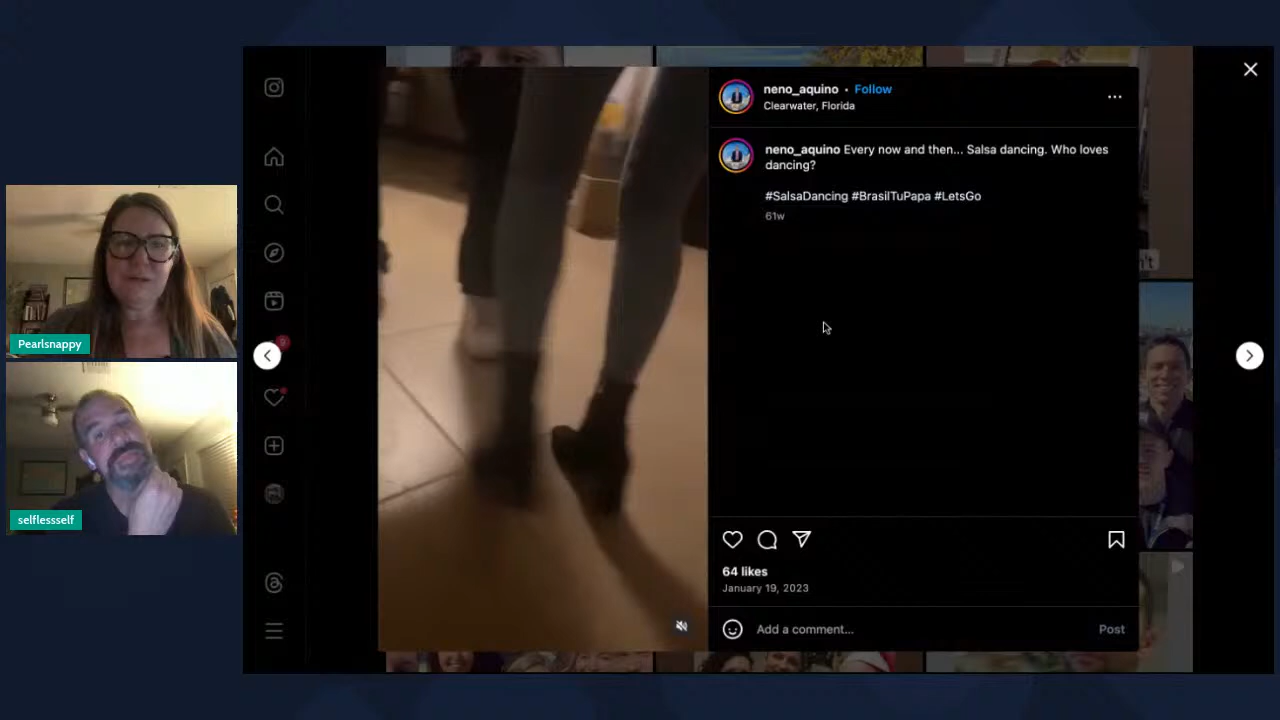 neno_aquino • Follow
Clearwater, Florida
neno_aquino Every now and then... Salsa dancing. Who loves
dancing?
#SalsaDancing #BrasilTuPapa #LetsGo
61w
n't
Pearlsnappy
9
selflessself
64 likes
January 19, 2023
Add a comment...
Post